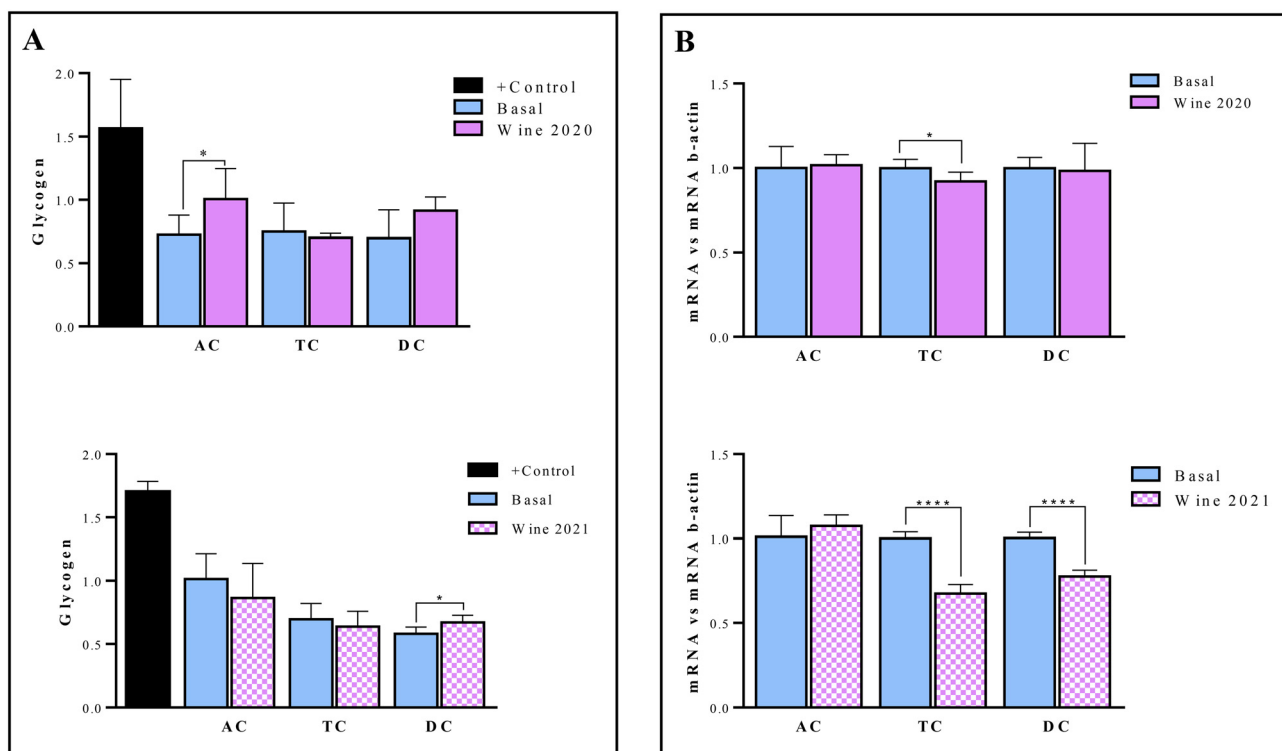 A
Glycogen
2.0
1.5
1.0
0.5
0.0
+Control
Basal
Wine 2020
*
AC TC DC
Glycogen
2.0
1.5
1.0
0.5
0.0
+Control
Basal
Wine 2021
*
AC TC DC
B
mRNA vs mRNA b-actin
1.5
1.0
0.5
0.0
Basal
Wine 2020
*
AC TC DC
mRNA vs mRNA b-actin
1.5
1.0
0.5
0.0
Basal
Wine 2021
**** ****
AC TC DC